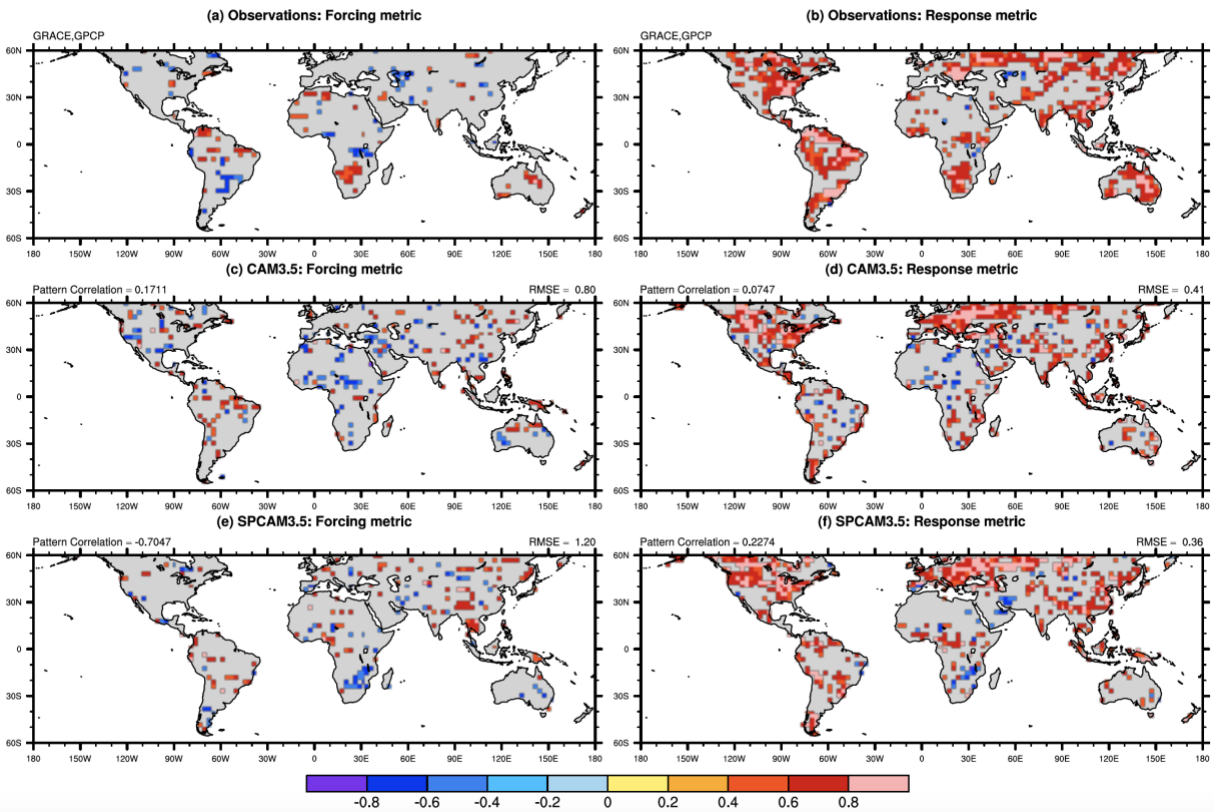 (a) Observations: Forcing metric
GRACE,GPCP
60N
30N
0
30S
60S
180 150W 120W 90W 60W 30W 0 30E 60E 90E 120E 150E 180
(b) Observations: Response metric
GRACE,GPCP
60N
30N
0
30S
60S
180 150W 120W 90W 60W 30W 0 30E 60E 90E 120E 150E 180
(c) CAM3.5: Forcing metric
Pattern Correlation = 0.1711 RMSE = 0.80
60N
30N
0
30S
60S
180 150W 120W 90W 60W 30W 0 30E 60E 90E 120E 150E 180
(d) CAM3.5: Response metric
Pattern Correlation = 0.0747 RMSE = 0.41
60N
30N
0
30S
60S
180 150W 120W 90W 60W 30W 0 30E 60E 90E 120E 150E 180
(e) SPCAM3.5: Forcing metric
Pattern Correlation = -0.7047 RMSE = 1.20
60N
30N
0
30S
60S
180 150W 120W 90W 60W 30W 0 30E 60E 90E 120E 150E 180
(f) SPCAM3.5: Response metric
Pattern Correlation = 0.2274 RMSE = 0.36
60N
30N
0
30S
60S
180 150W 120W 90W 60W 30W 0 30E 60E 90E 120E 150E 180
-0.8 -0.6 -0.4 -0.2 0 0.2 0.4 0.6 0.8